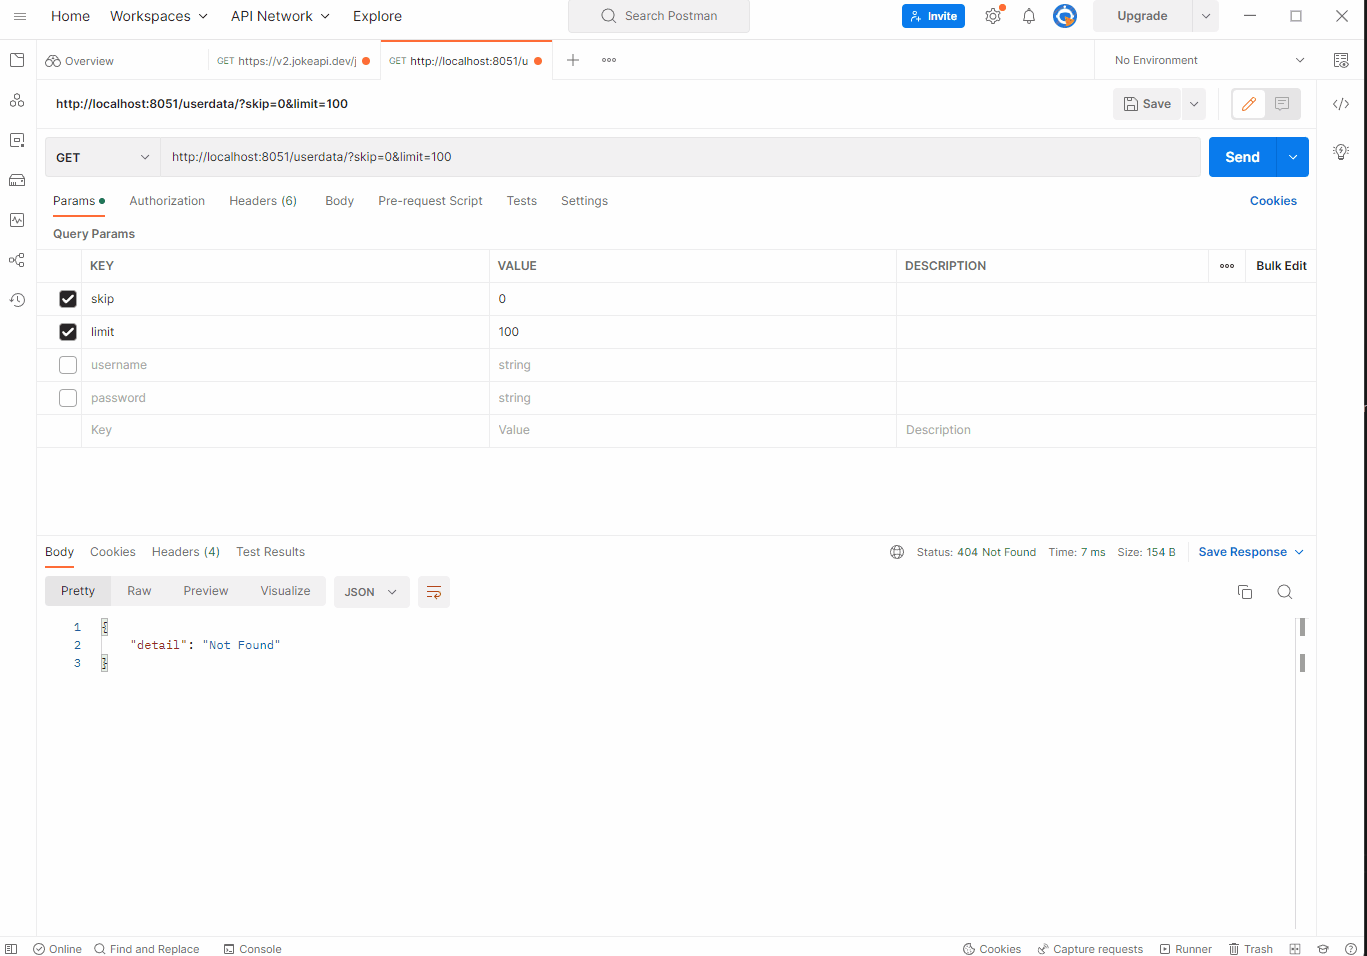 Home Workspaces API Network Explore Search Postman Invite Upgrade
Overview GET https://v2.jokeapi.dev/j GET http://localhost:8051/u No Environment
http://localhost:8051/userdata/?skip=0&limit=100 Save
GET http://localhost:8051/userdata/?skip=0&limit=100 Send
Params Authorization Headers (6) Body Pre-request Script Tests Settings Cookies
Query Params
KEY VALUE DESCRIPTION Bulk Edit
skip 0
limit 100
username string
password string
Key Value Description
Body Cookies Headers (4) Test Results Status: 404 Not Found Time: 7 ms Size: 154 B Save Response
Pretty Raw Preview Visualize JSON
1 {
2 "detail": "Not Found"
3 }
Online Find and Replace Console Cookies Capture requests Runner Trash